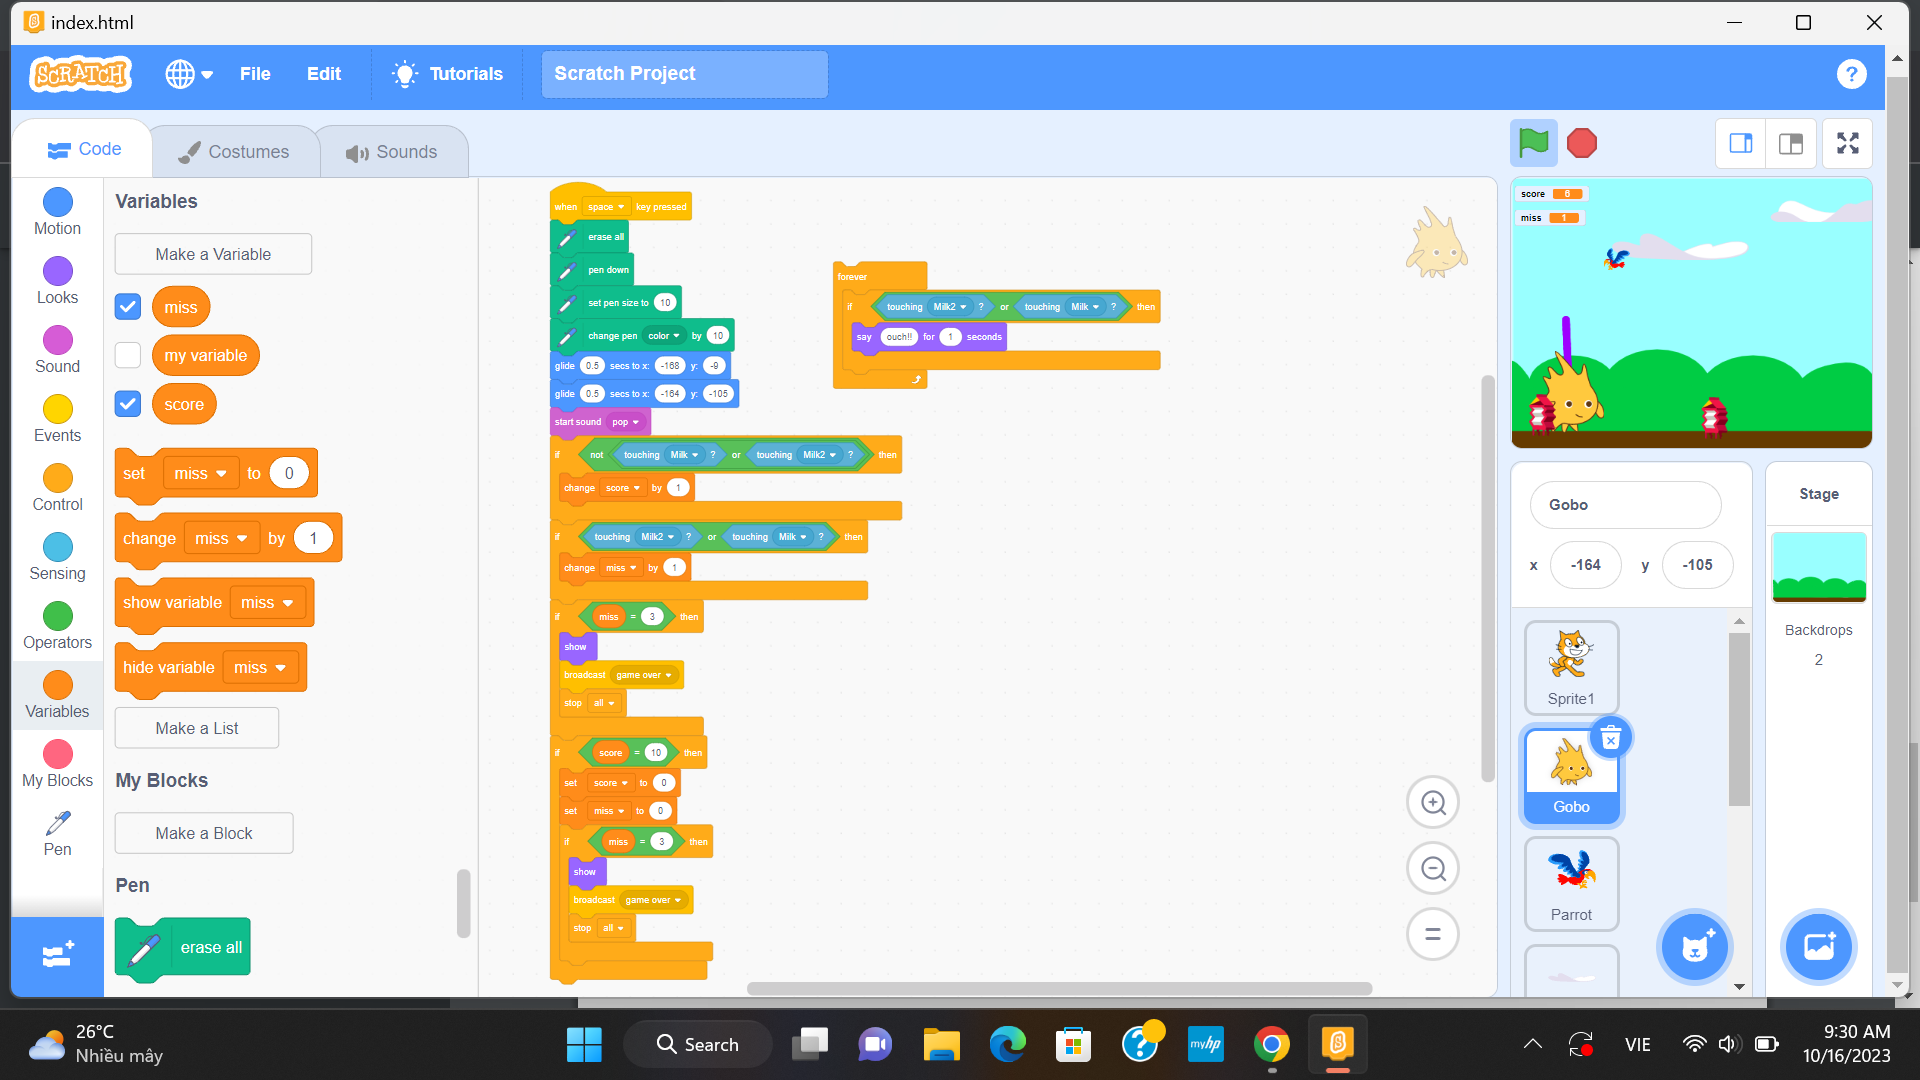 index.html
SCRATCH
File
Edit
Tutorials
Scratch Project
?
Code
Costumes
Sounds
Motion
Looks
Sound
Events
Control
Sensing
Operators
Variables
My Blocks
Pen
Variables
Make a Variable
miss
my variable
score
set miss to 0
change miss by 1
show variable miss
hide variable miss
Make a List
My Blocks
Make a Block
Pen
erase all
when space key pressed
erase all
pen down
set pen size to 10
change pen color by 10
glide 0.5 secs to x: -168 y: -9
glide 0.5 secs to x: -164 y: -105
start sound pop
if not touching Milk ? or touching Milk2 ? then
change score by 1
if touching Milk2 ? or touching Milk ? then
change miss by 1
if miss = 3 then
show
broadcast game over
stop all
if score = 10 then
set score to 0
set miss to 0
if miss = 3 then
show
broadcast game over
stop all
forever
if touching Milk2 ? or touching Milk ? then
say ouch!! for 1 seconds
score 6
miss 1
Gobo
x -164 y -105
Sprite1
Gobo
Parrot
Stage
Backdrops
2
26°C
Nhiều mây
Search
myhp
VIE
9:30 AM
10/16/2023